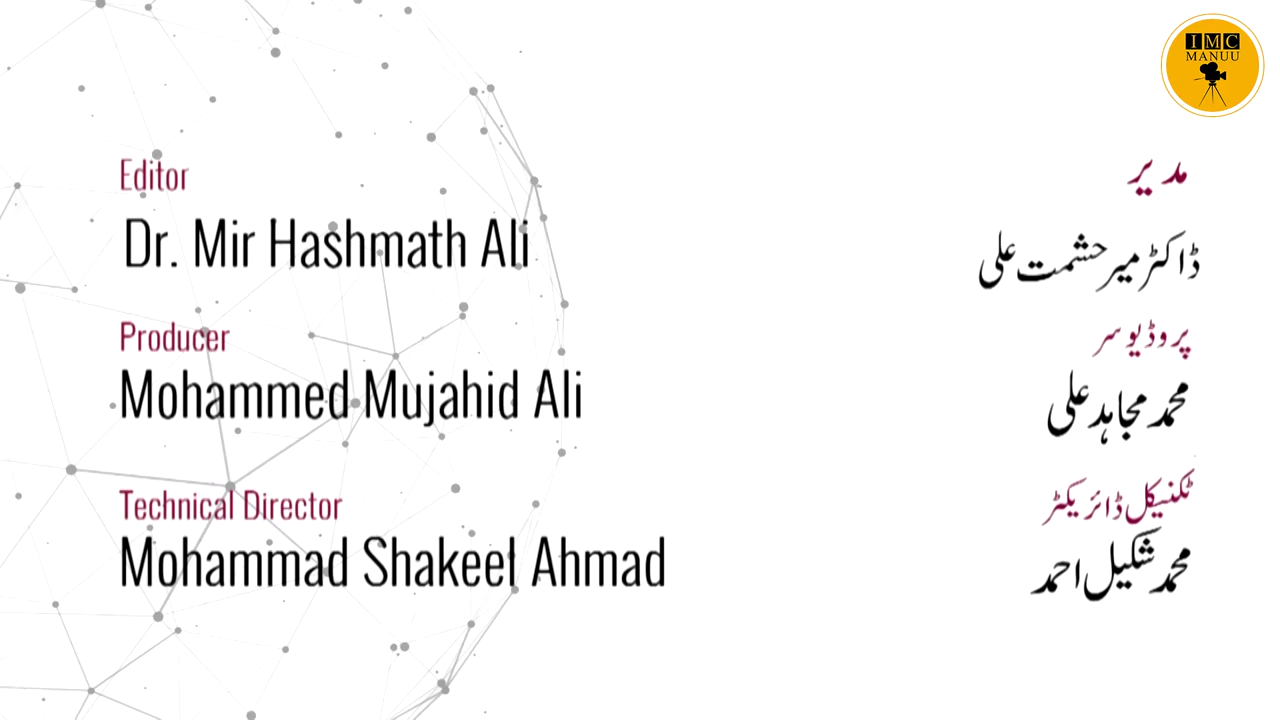 IMC
MANUU
Editor
مدیر
Dr. Mir Hashmath Ali
ڈاکٹر میر حشمت علی
Producer
پروڈیوسر
Mohammed Mujahid Ali
محمد مجاہد علی
Technical Director
ٹکنیکل ڈائریکٹر
Mohammad Shakeel Ahmad
محمد شکیل احمد